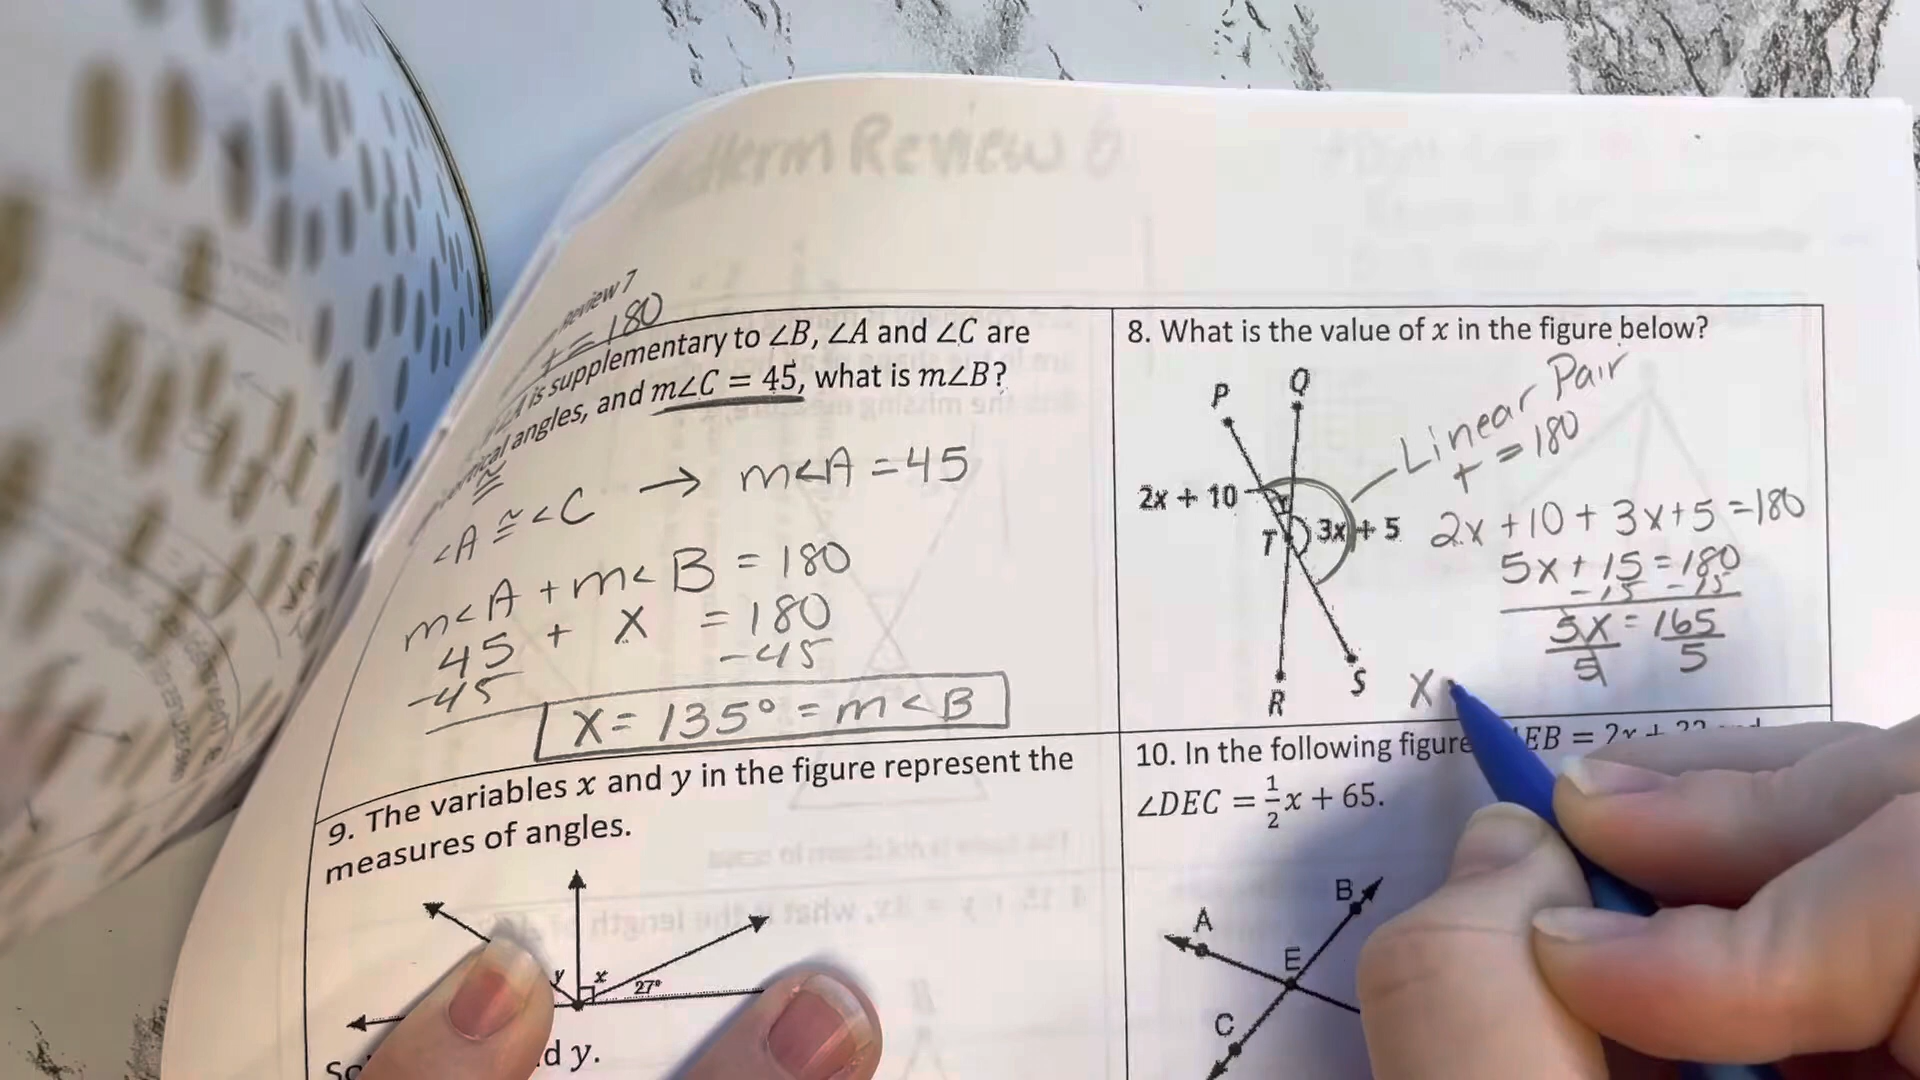 Review 7
+ = 180
is supplementary to ∠B, ∠A and ∠C are
angles, and m∠C = 45, what is m∠B?
≅
∠A ≅ ∠C → m∠A = 45
m∠A + m∠B = 180
45 + x = 180
-45 -45
x = 135° = m∠B
8. What is the value of x in the figure below?
P Q
Linear Pair
+ = 180
2x + 10
T 3x + 5
R S
2x + 10 + 3x + 5 = 180
5x + 15 = 180
-15 -15
5x = 165
5 5
x
9. The variables x and y in the figure represent the
measures of angles.
y x 27°
d y.
10. In the following figure EB = 2x + 22
∠DEC = 1/2 x + 65.
A B
E
C